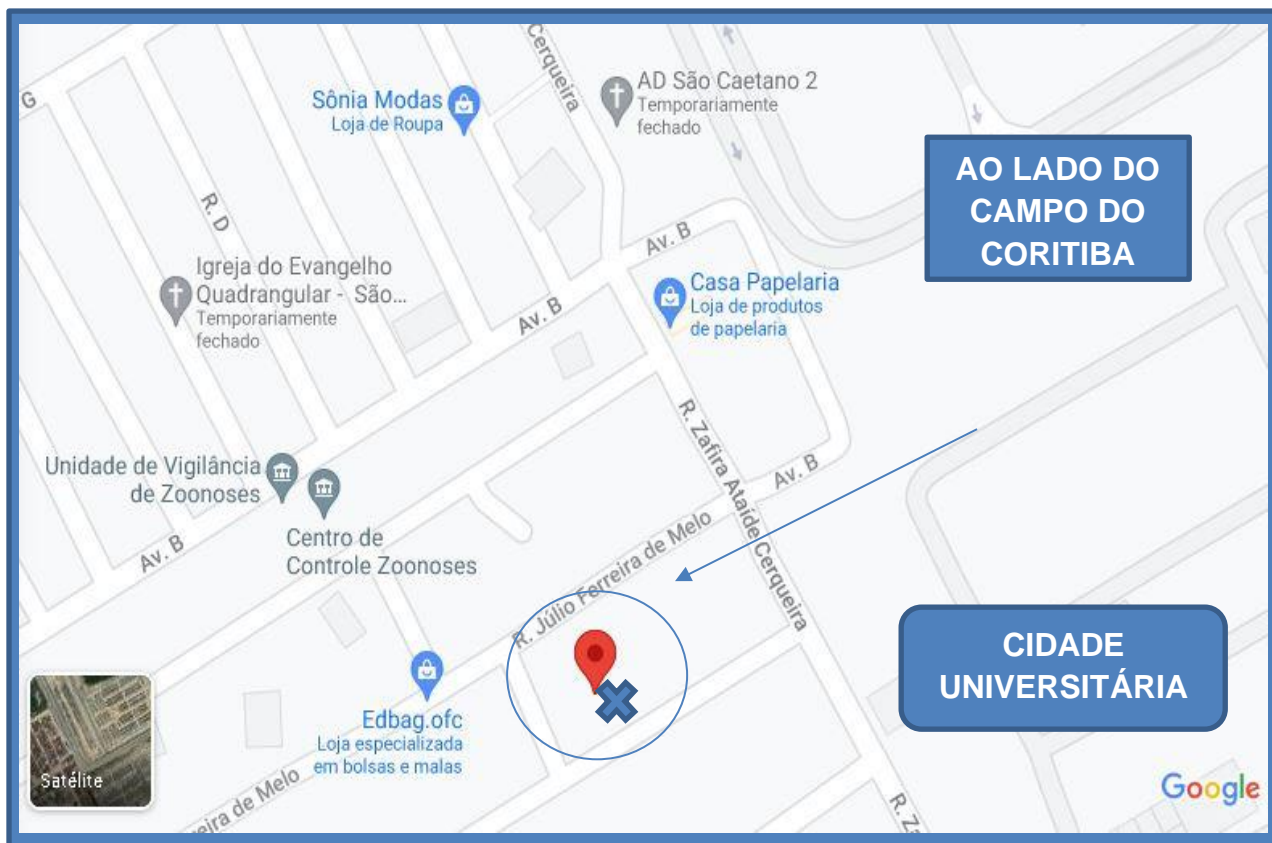 G
Cerqueira
Sônia Modas
Loja de Roupa
AD São Caetano 2
Temporariamente
fechado
AO LADO DO
CAMPO DO
CORITIBA
R. D
Av. B
Igreja do Evangelho
Quadrangular - São...
Temporariamente
fechado
Casa Papelaria
Loja de produtos
de papelaria
Av. B
R. Zafira Ataíde Cerqueira
Unidade de Vigilância
de Zoonoses
Av. B
Centro de
Controle Zoonoses
Av. B
R. Júlio Ferreira de Melo
CIDADE
UNIVERSITÁRIA
Edbag.ofc
Loja especializada
em bolsas e malas
Satélite
eira de Melo
R. Z
Google